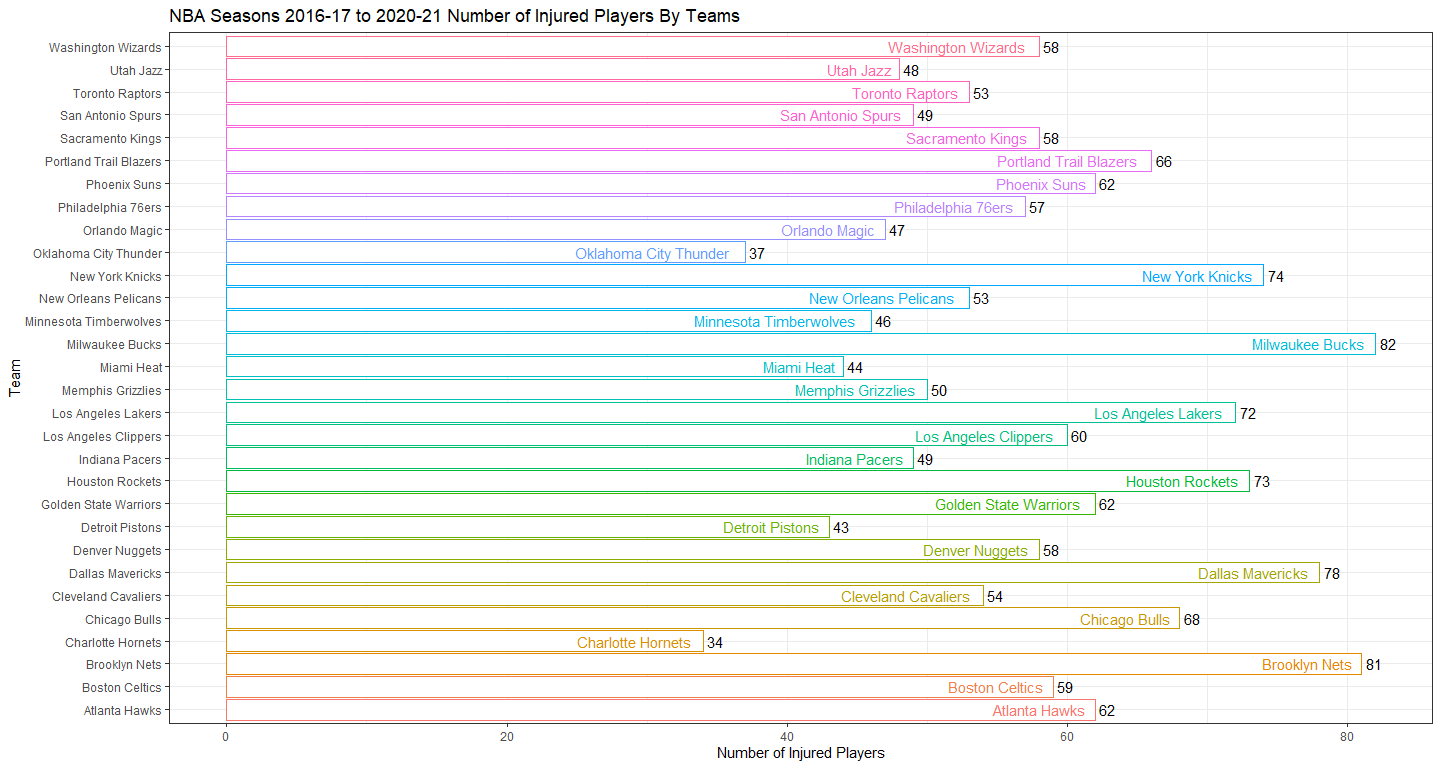 NBA Seasons 2016-17 to 2020-21 Number of Injured Players By Teams
Team
Washington Wizards Washington Wizards 58
Utah Jazz Utah Jazz 48
Toronto Raptors Toronto Raptors 53
San Antonio Spurs San Antonio Spurs 49
Sacramento Kings Sacramento Kings 58
Portland Trail Blazers Portland Trail Blazers 66
Phoenix Suns Phoenix Suns 62
Philadelphia 76ers Philadelphia 76ers 57
Orlando Magic Orlando Magic 47
Oklahoma City Thunder Oklahoma City Thunder 37
New York Knicks New York Knicks 74
New Orleans Pelicans New Orleans Pelicans 53
Minnesota Timberwolves Minnesota Timberwolves 46
Milwaukee Bucks Milwaukee Bucks 82
Miami Heat Miami Heat 44
Memphis Grizzlies Memphis Grizzlies 50
Los Angeles Lakers Los Angeles Lakers 72
Los Angeles Clippers Los Angeles Clippers 60
Indiana Pacers Indiana Pacers 49
Houston Rockets Houston Rockets 73
Golden State Warriors Golden State Warriors 62
Detroit Pistons Detroit Pistons 43
Denver Nuggets Denver Nuggets 58
Dallas Mavericks Dallas Mavericks 78
Cleveland Cavaliers Cleveland Cavaliers 54
Chicago Bulls Chicago Bulls 68
Charlotte Hornets Charlotte Hornets 34
Brooklyn Nets Brooklyn Nets 81
Boston Celtics Boston Celtics 59
Atlanta Hawks Atlanta Hawks 62
0 20 40 60 80
Number of Injured Players